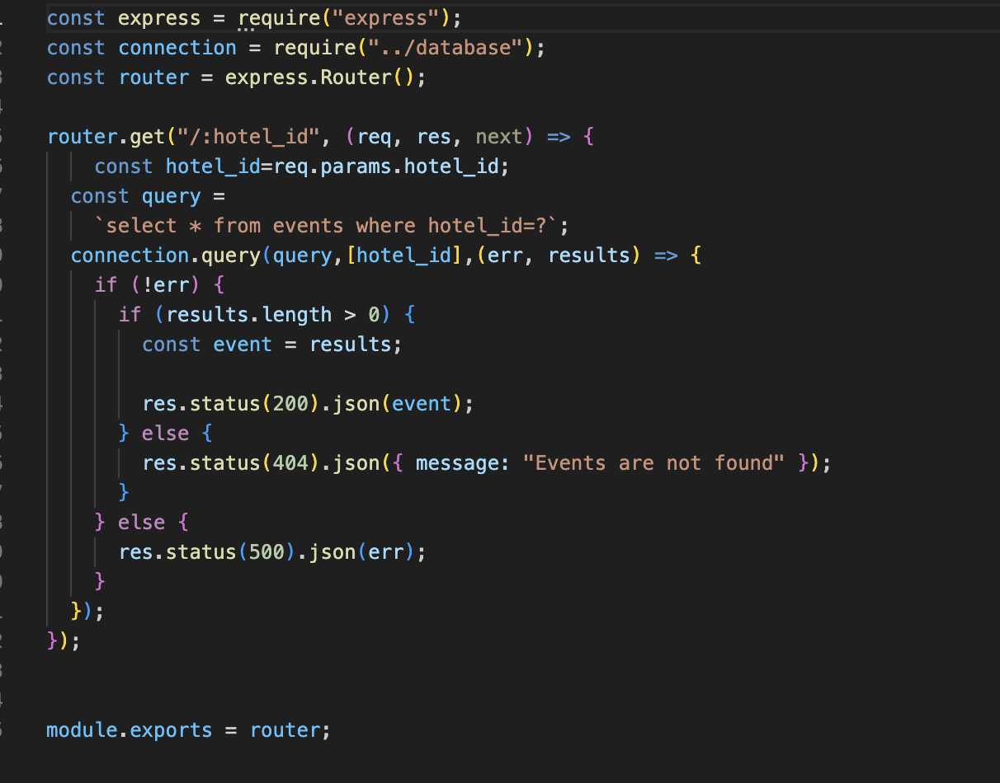 const express = require("express");
const connection = require("../database");
const router = express.Router();

router.get("/:hotel_id", (req, res, next) => {
    const hotel_id=req.params.hotel_id;
  const query =
    `select * from events where hotel_id=?`;
  connection.query(query,[hotel_id],(err, results) => {
    if (!err) {
      if (results.length > 0) {
        const event = results;

        res.status(200).json(event);
      } else {
        res.status(404).json({ message: "Events are not found" });
      }
    } else {
      res.status(500).json(err);
    }
  });
});


module.exports = router;